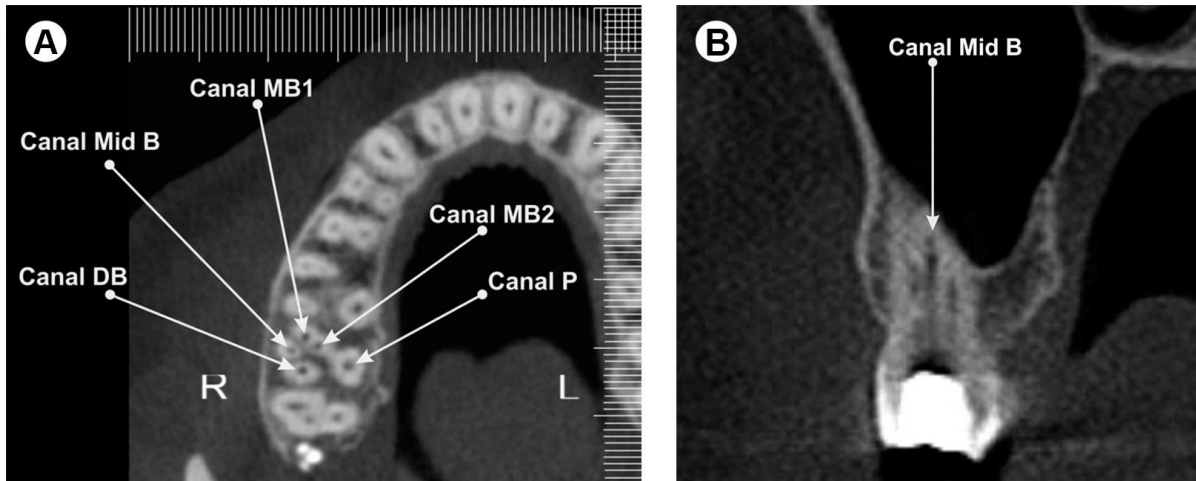 A
Canal MB1
Canal Mid B
Canal MB2
Canal DB
Canal P
R
L
B
Canal Mid B